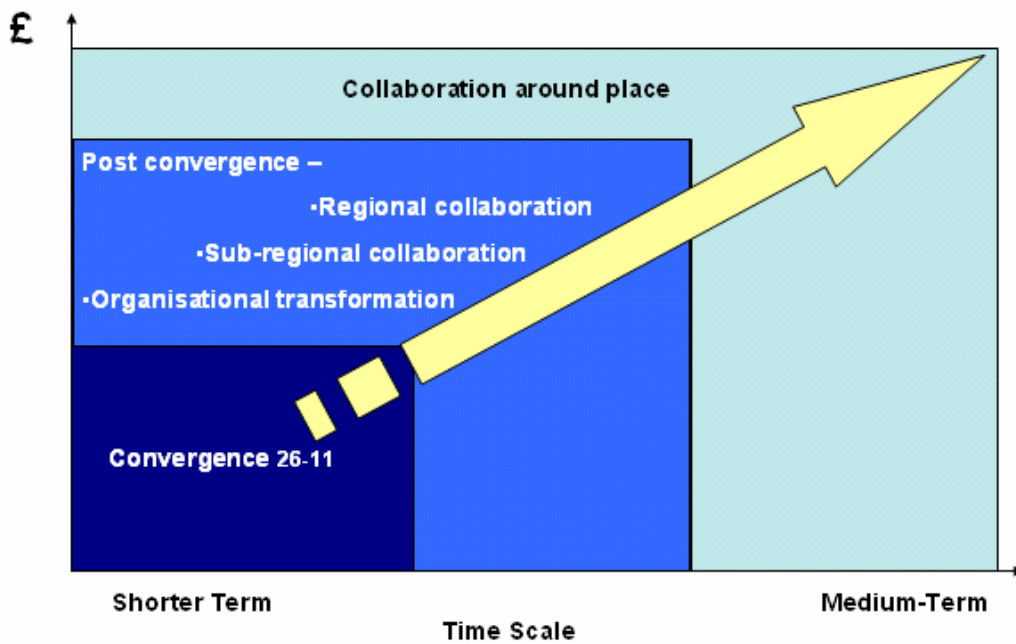 £
Collaboration around place
Post convergence –
·Regional collaboration
·Sub-regional collaboration
·Organisational transformation
Convergence 26-11
Shorter Term
Medium-Term
Time Scale